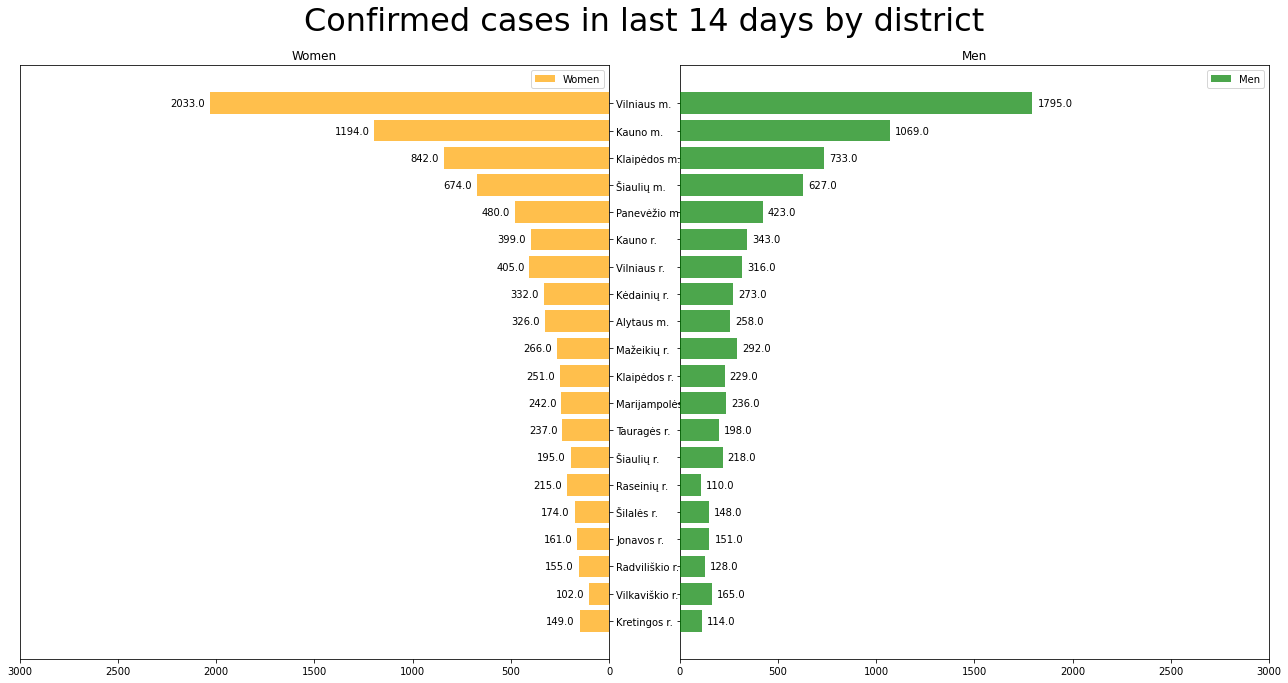 Confirmed cases in last 14 days by district
Women
Men
Women
Men
2033.0 Vilniaus m. 1795.0
1194.0 Kauno m. 1069.0
842.0 Klaipėdos m. 733.0
674.0 Šiaulių m. 627.0
480.0 Panevėžio m 423.0
399.0 Kauno r. 343.0
405.0 Vilniaus r. 316.0
332.0 Kėdainių r. 273.0
326.0 Alytaus m. 258.0
266.0 Mažeikių r. 292.0
251.0 Klaipėdos r. 229.0
242.0 Marijampolės 236.0
237.0 Tauragės r. 198.0
195.0 Šiaulių r. 218.0
215.0 Raseinių r. 110.0
174.0 Šilalės r. 148.0
161.0 Jonavos r. 151.0
155.0 Radviliškio r. 128.0
102.0 Vilkaviškio r. 165.0
149.0 Kretingos r. 114.0
3000 2500 2000 1500 1000 500 0 0 500 1000 1500 2000 2500 3000